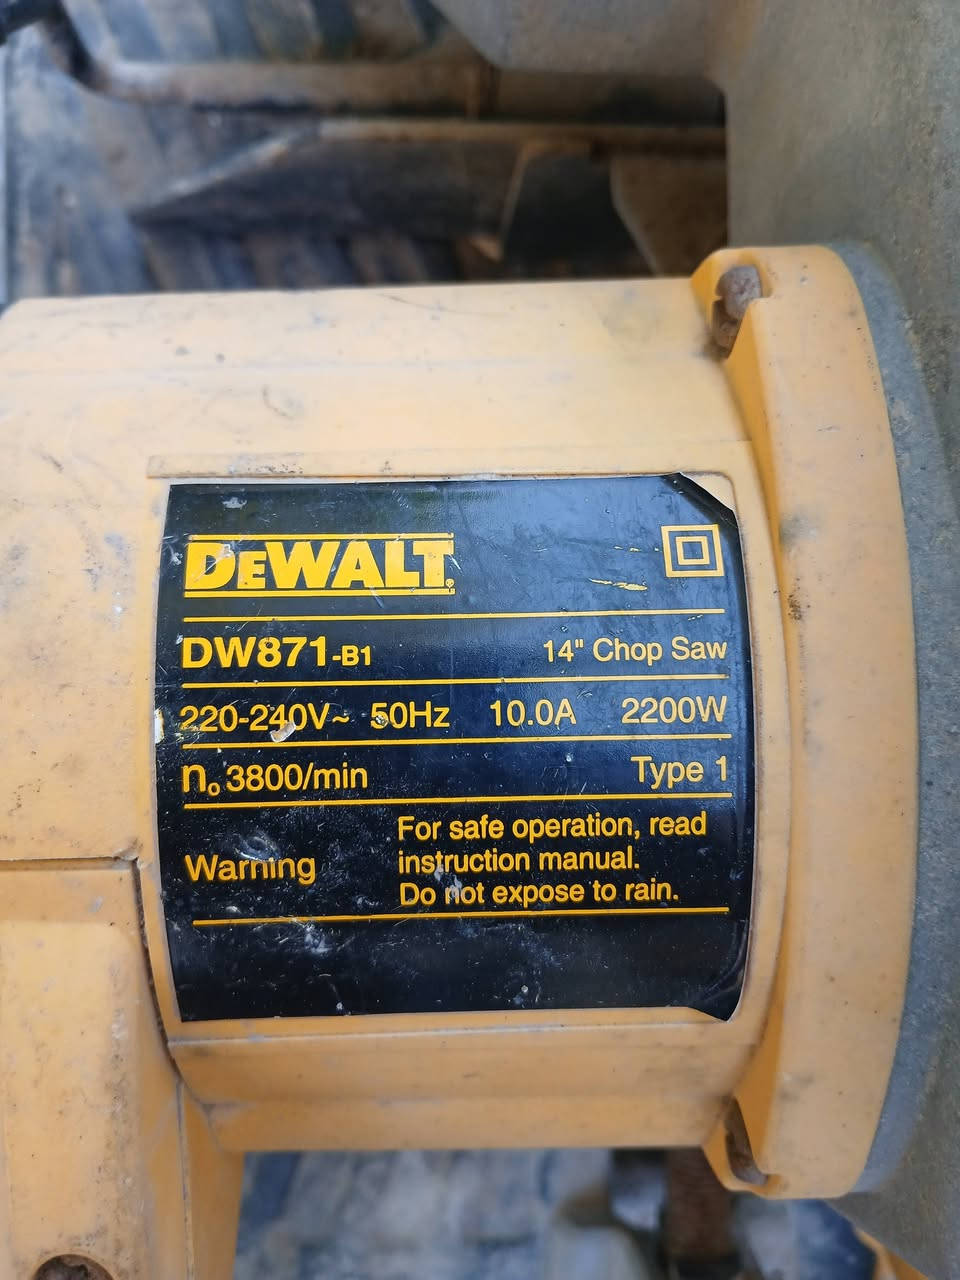 DEWALT
DW871-B1 14" Chop Saw
220-240V~ 50Hz 10.0A 2200W
no 3800/min Type 1
Warning
For safe operation, read
instruction manual.
Do not expose to rain.